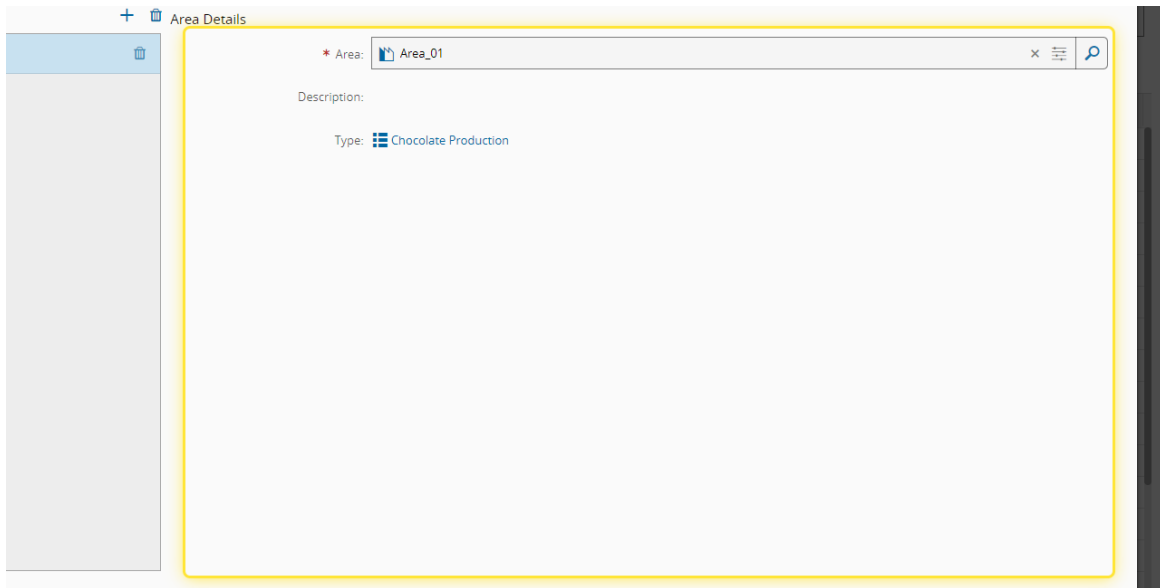 Area Details
* Area: Area_01
Description:
Type: Chocolate Production